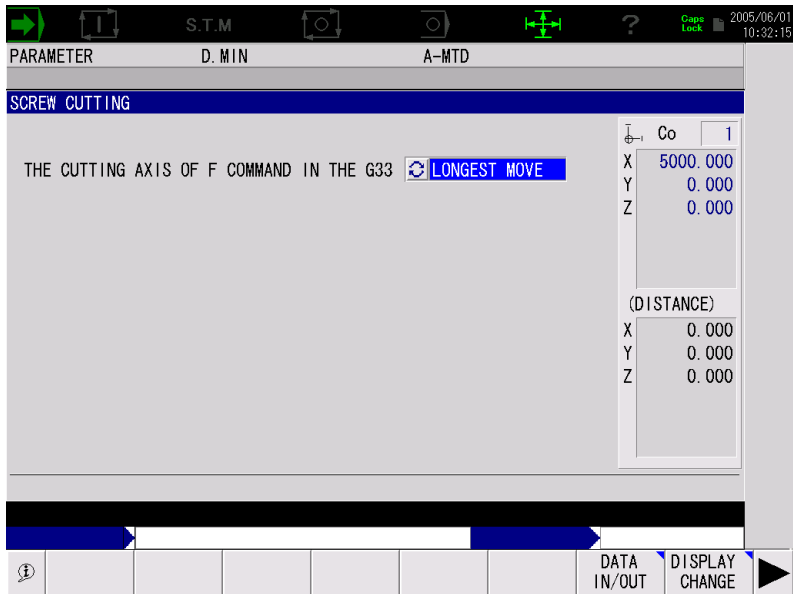 S.T.M
?
Caps Lock
2005/06/01
10:32:15
PARAMETER D.MIN A-MTD
SCREW CUTTING
Co 1
THE CUTTING AXIS OF F COMMAND IN THE G33 LONGEST MOVE
X 5000.000
Y 0.000
Z 0.000
(DISTANCE)
X 0.000
Y 0.000
Z 0.000
DATA IN/OUT
DISPLAY CHANGE